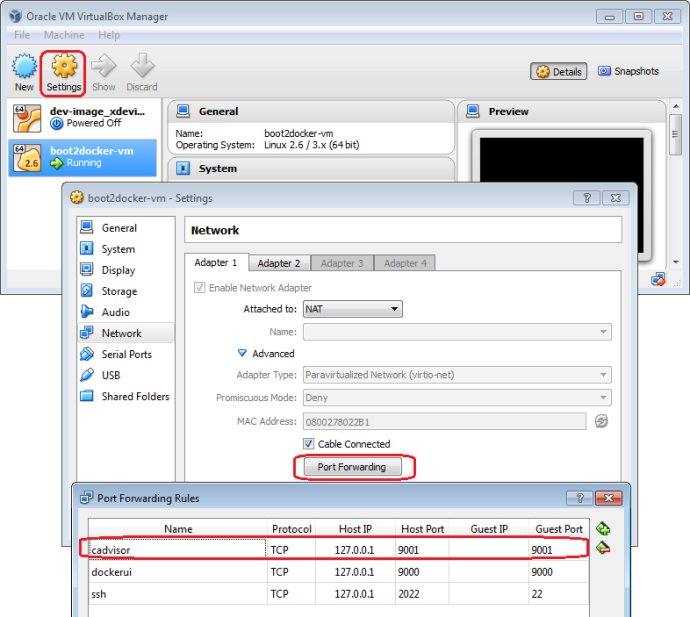 Oracle VM VirtualBox Manager
File Machine Help
New Settings Show Discard
Details Snapshots
64 dev-image_xdevi...
Powered Off
64 2.6 boot2docker-vm
Running
General
Name: boot2docker-vm
Operating System: Linux 2.6 / 3.x (64 bit)
System
Preview
boot2docker-vm - Settings
General
System
Display
Storage
Audio
Network
Serial Ports
USB
Shared Folders
Network
Adapter 1 Adapter 2 Adapter 3 Adapter 4
Enable Network Adapter
Attached to: NAT
Name:
Advanced
Adapter Type: Paravirtualized Network (virtio-net)
Promiscuous Mode: Deny
MAC Address: 0800278022B1
Cable Connected
Port Forwarding
Port Forwarding Rules
Name Protocol Host IP Host Port Guest IP Guest Port
cadvisor TCP 127.0.0.1 9001 9001
dockerui TCP 127.0.0.1 9000 9000
ssh TCP 127.0.0.1 2022 22